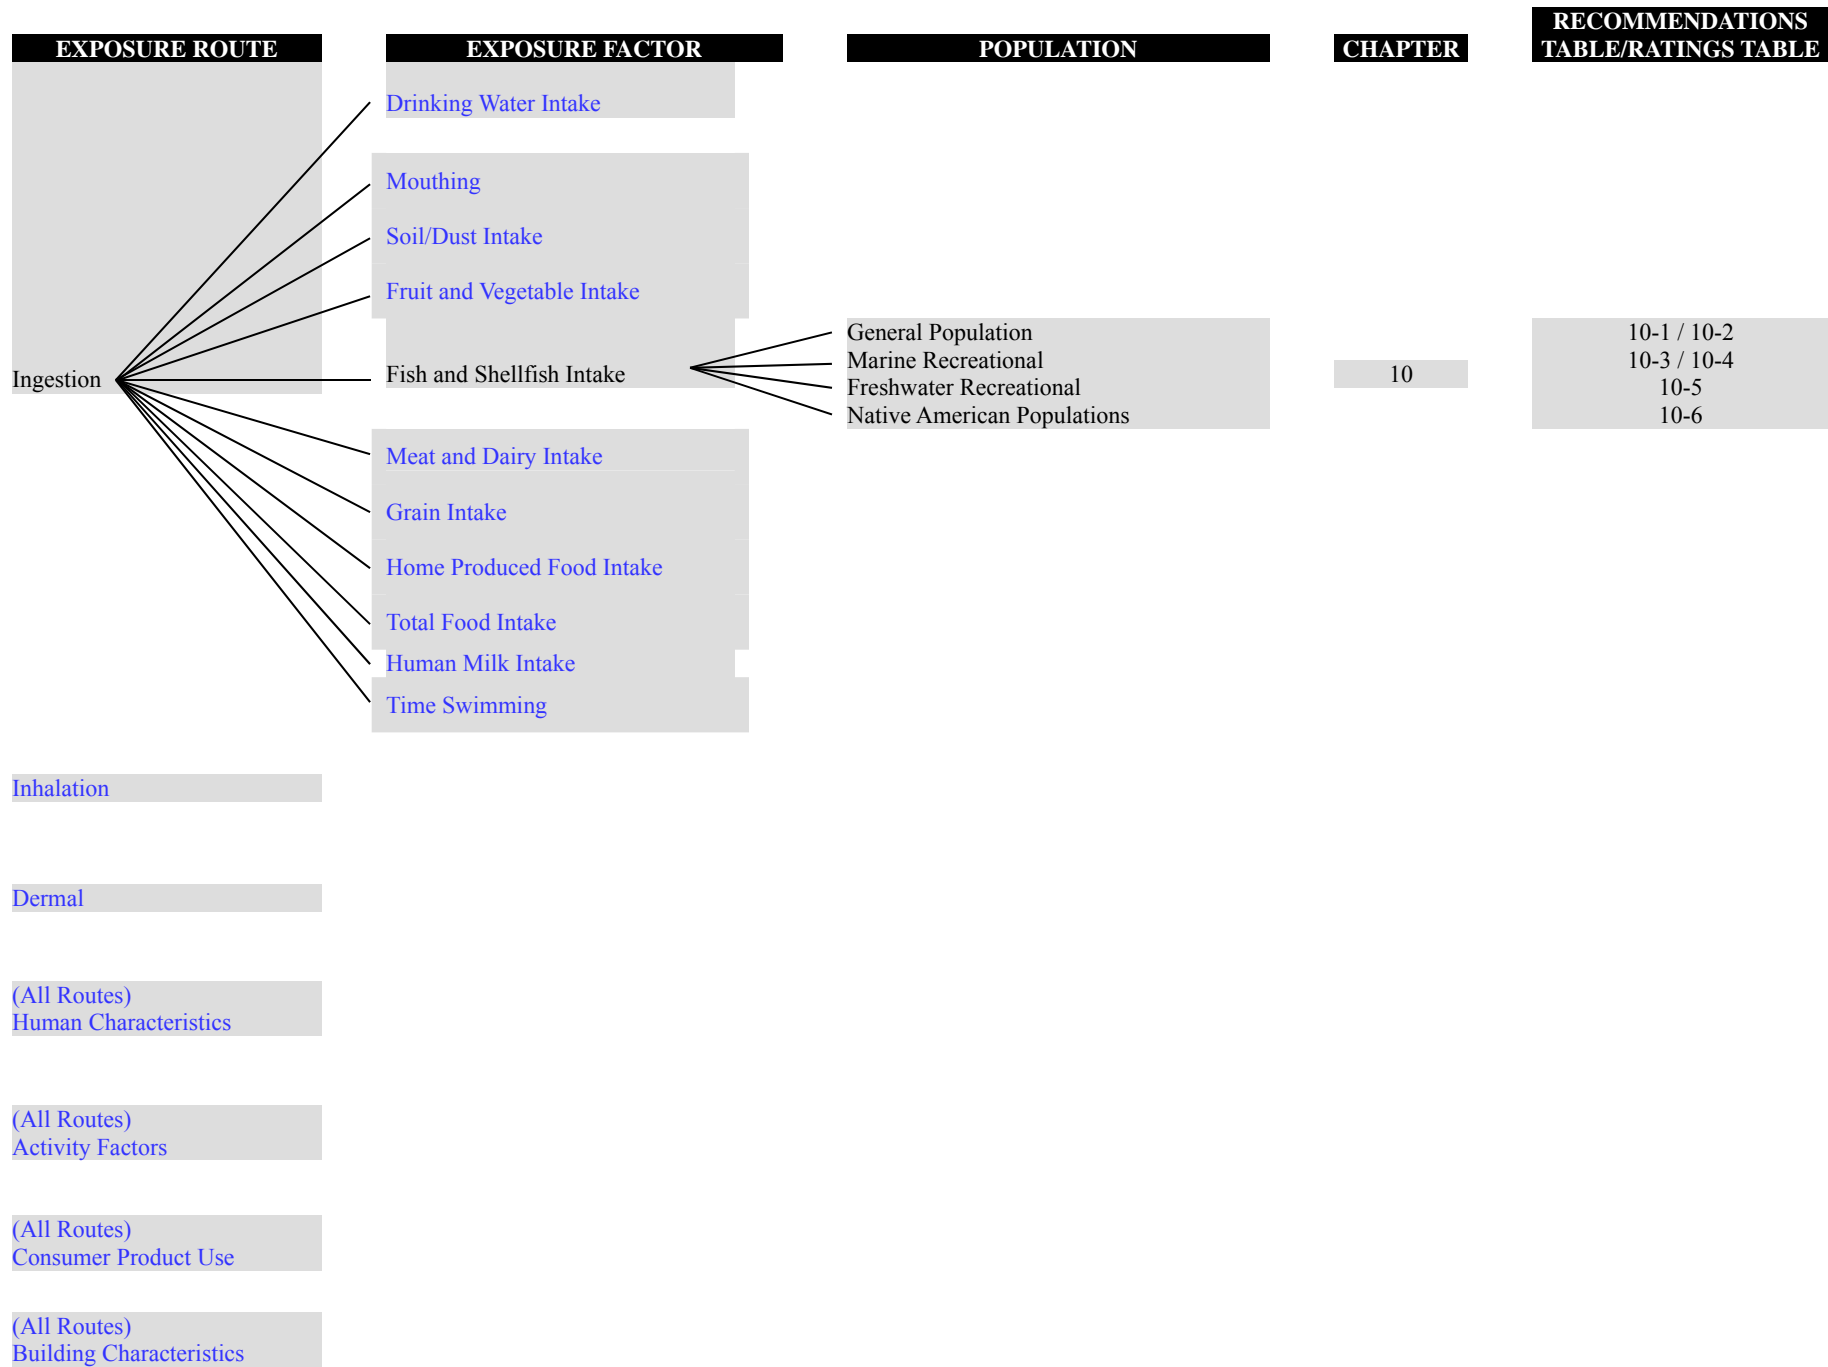 RECOMMENDATIONS
EXPOSURE ROUTE EXPOSURE FACTOR POPULATION CHAPTER TABLE/RATINGS TABLE
Drinking Water Intake
Mouthing
Soil/Dust Intake
Fruit and Vegetable Intake
General Population 10-1 / 10-2
Marine Recreational 10-3 / 10-4
Ingestion Fish and Shellfish Intake 10
Freshwater Recreational 10-5
Native American Populations 10-6
Meat and Dairy Intake
Grain Intake
Home Produced Food Intake
Total Food Intake
Human Milk Intake
Time Swimming
Inhalation
Dermal
(All Routes)
Human Characteristics
(All Routes)
Activity Factors
(All Routes)
Consumer Product Use
(All Routes)
Building Characteristics